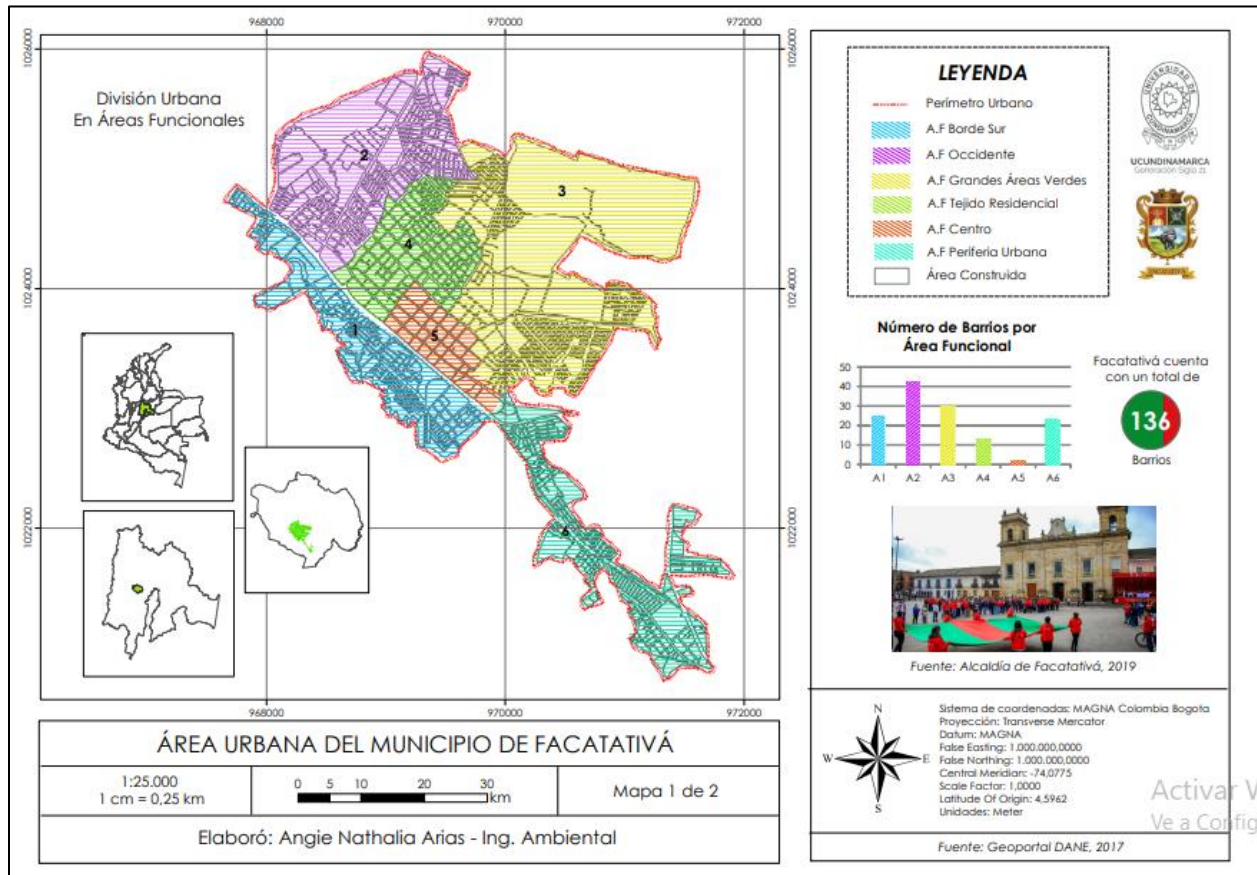 968000
970000
972000
1026000
1026000
División Urbana
En Áreas Funcionales
2
3
4
1
5
6
1024000
1024000
1022000
1022000
968000
970000
972000
ÁREA URBANA DEL MUNICIPIO DE FACATATIVÁ
1:25.000
1 cm = 0,25 km
0 5 10 20 30
km
Mapa 1 de 2
Elaboró: Angie Nathalia Arias - Ing. Ambiental
LEYENDA
Perímetro Urbano
A.F Borde Sur
A.F Occidente
A.F Grandes Áreas Verdes
A.F Tejido Residencial
A.F Centro
A.F Periferia Urbana
Área Construida
UNIVERSIDAD DE
CUNDINAMARCA
UCUNDINAMARCA
Generación Siglo 21
Número de Barrios por
Área Funcional
50
40
30
20
10
0
A1 A2 A3 A4 A5 A6
Facatativá cuenta
con un total de
136
Barrios
Fuente: Alcaldía de Facatativá, 2019
N
W E
S
Sistema de coordenadas: MAGNA Colombia Bogota
Proyección: Transverse Mercator
Datum: MAGNA
False Easting: 1.000.000,0000
False Northing: 1.000.000,0000
Central Meridian: -74,0775
Scale Factor: 1,0000
Latitude Of Origin: 4,5962
Unidades: Meter
Activar
Ve a Config
Fuente: Geoportal DANE, 2017